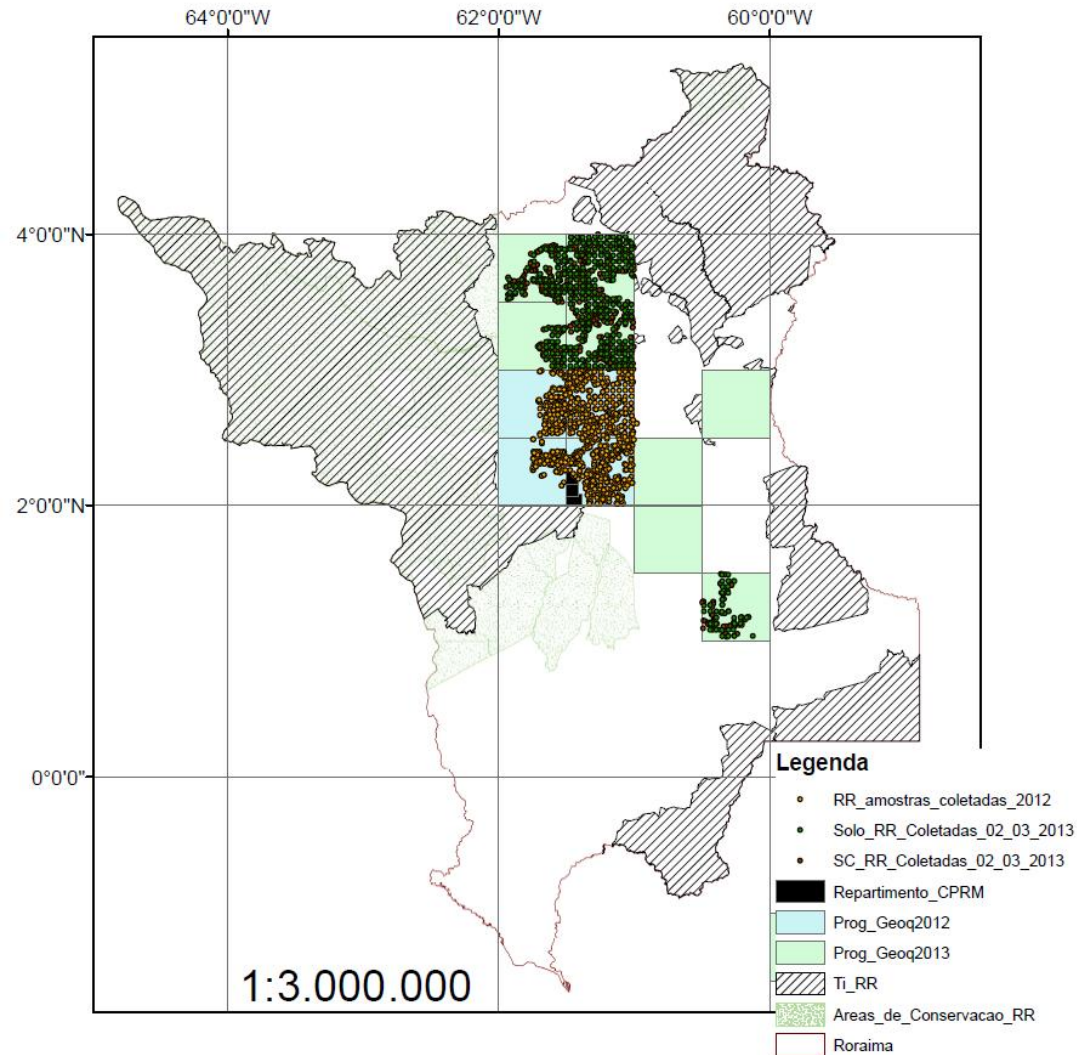 64°0'0"W 62°0'0"W 60°0'0"W
4°0'0"N
2°0'0"N
0°0'0"
Legenda
RR_amostras_coletadas_2012
Solo_RR_Coletadas_02_03_2013
SC_RR_Coletadas_02_03_2013
Repartimento_CPRM
Prog_Geoq2012
Prog_Geoq2013
Ti_RR
Areas_de_Conservacao_RR
Roraima
1:3.000.000